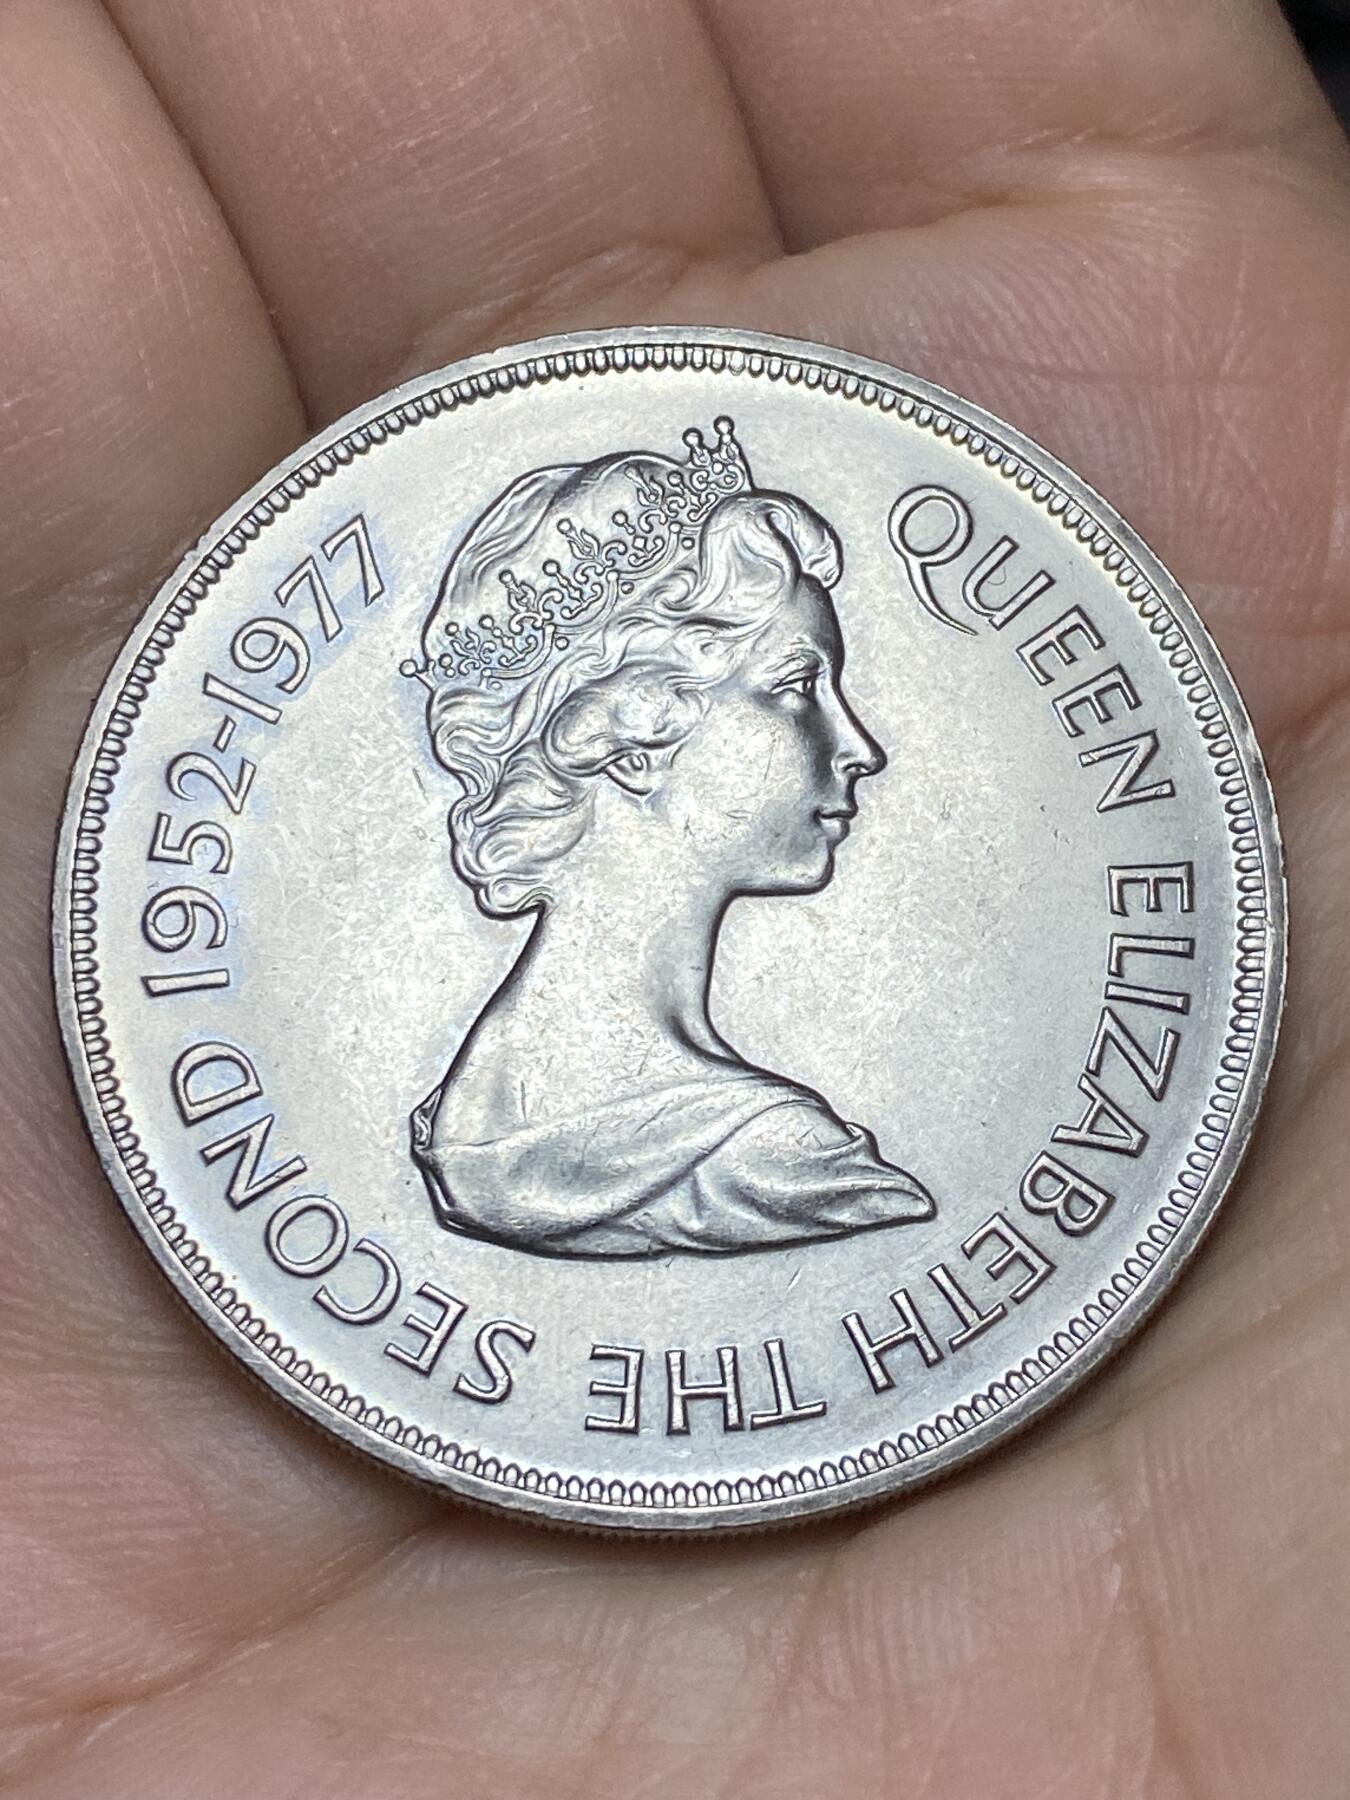 QUEEN ELIZABETH THE SECOND 1952-1977